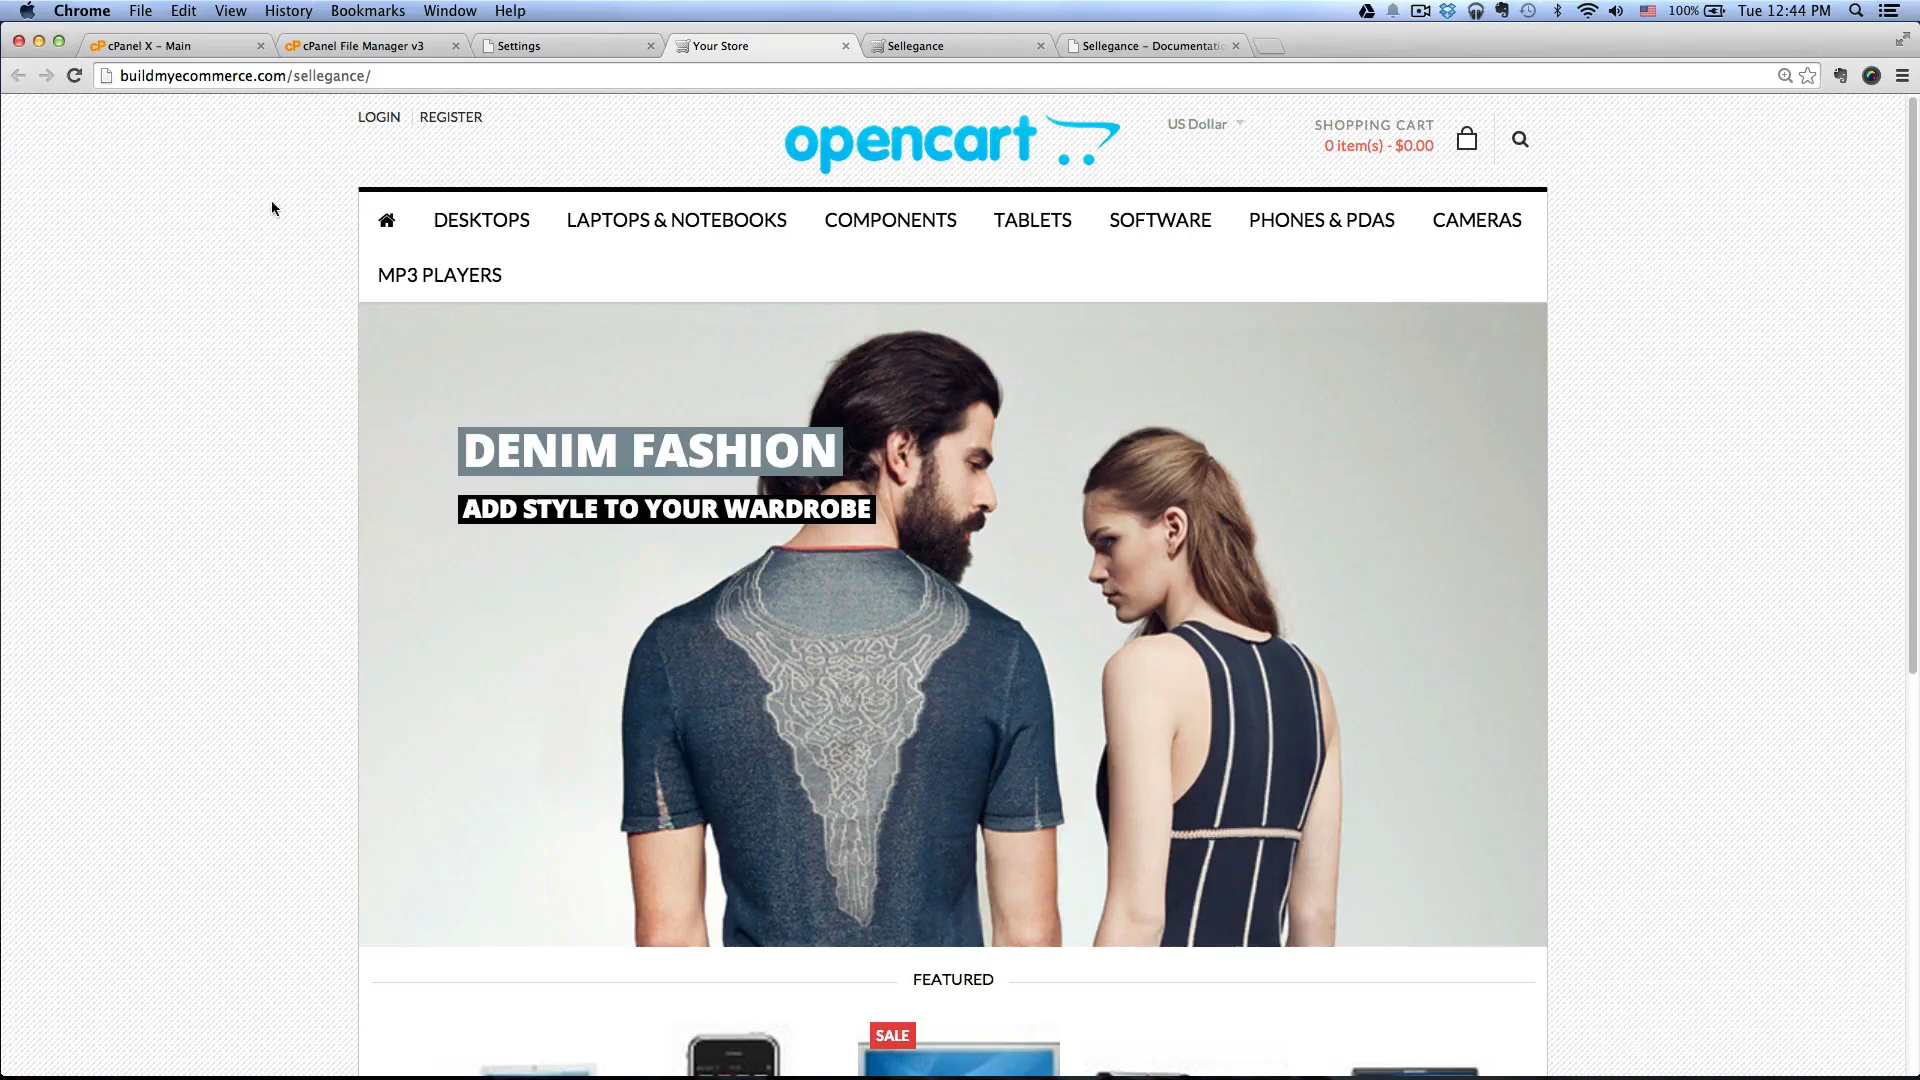 Chrome File Edit View History Bookmarks Window Help 100% Tue 12:44 PM
cP cPanel X – Main cP cPanel File Manager v3 Settings Your Store Sellegance Sellegance – Documentatic
buildmyecommerce.com/sellegance/
LOGIN REGISTER
opencart
US Dollar
SHOPPING CART
0 item(s) - $0.00
DESKTOPS LAPTOPS & NOTEBOOKS COMPONENTS TABLETS SOFTWARE PHONES & PDAS CAMERAS
MP3 PLAYERS
DENIM FASHION
ADD STYLE TO YOUR WARDROBE
FEATURED
SALE